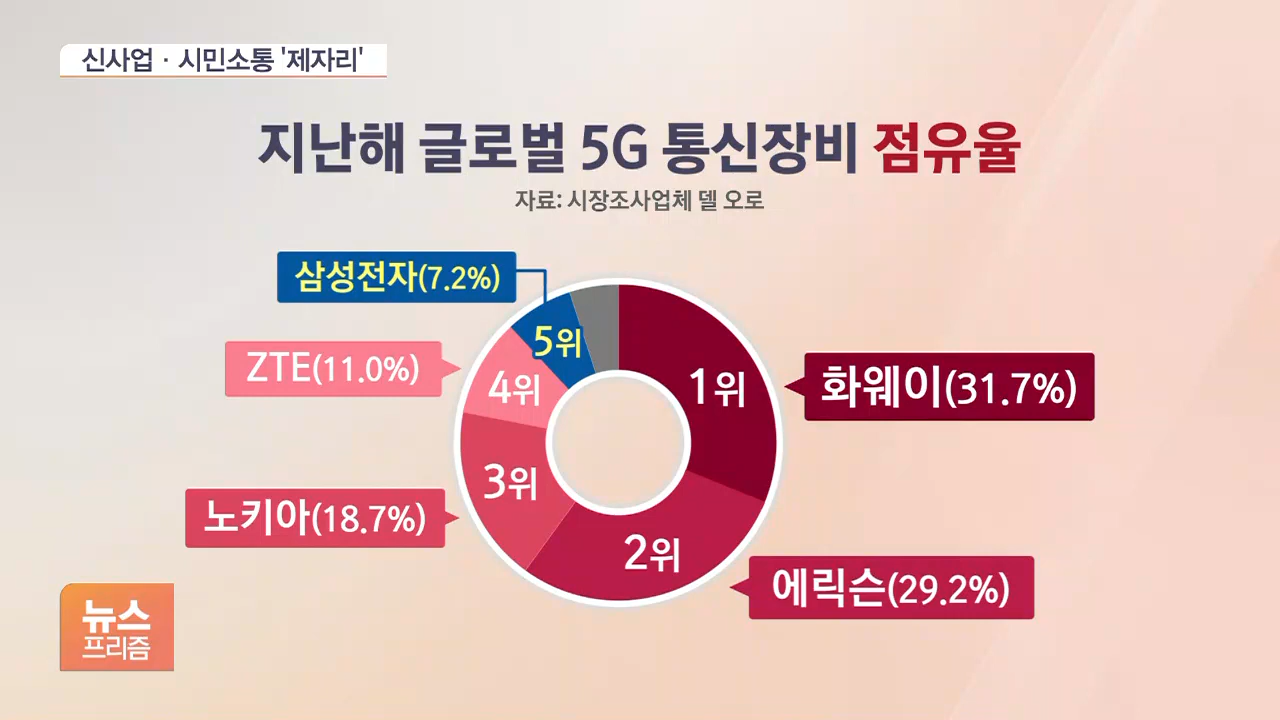 신사업 · 시민소통 '제자리'
지난해 글로벌 5G 통신장비 점유율
자료: 시장조사업체 델 오로
삼성전자(7.2%)
5위
ZTE(11.0%)
4위
1위
화웨이(31.7%)
3위
노키아(18.7%)
2위
에릭슨(29.2%)
뉴스
프리즘